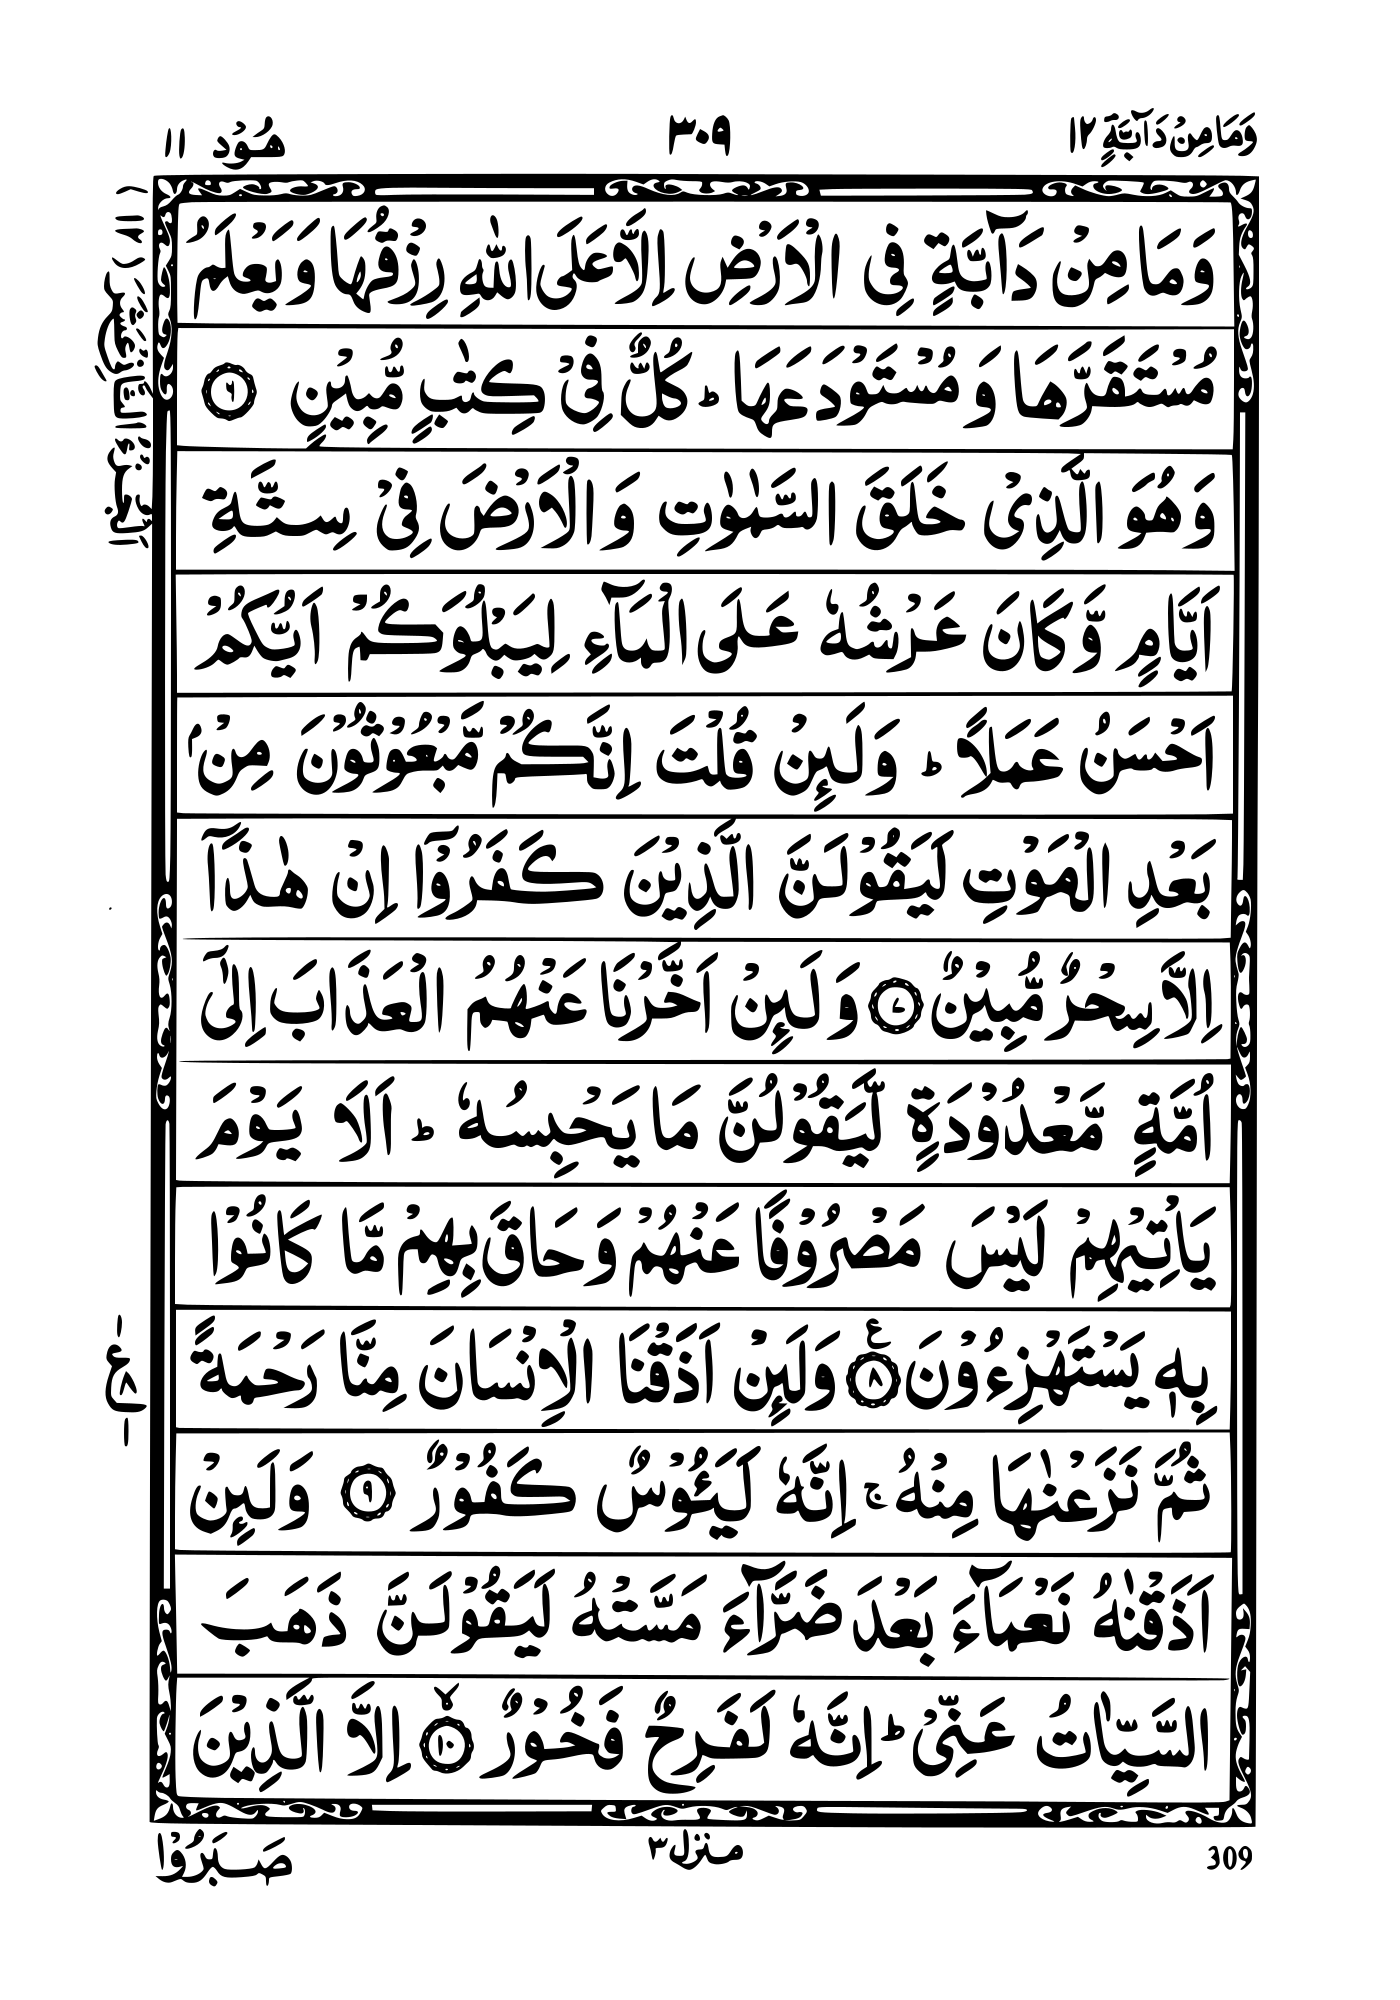 وَمَا مِنْ دَآبَّةٍ ١٢
٣٠٩
هُوْد ١١
وَمَا مِنْ دَآبَّةٍ فِى الْاَرْضِ اِلَّا عَلَى اللّٰهِ رِزْقُهَا وَيَعْلَمُ
مُسْتَقَرَّهَا وَ مُسْتَوْدَعَهَا ؕ كُلٌّ فِىْ كِتٰبٍ مُّبِيْنٍ ۝٦
وَهُوَ الَّذِىْ خَلَقَ السَّمٰوٰتِ وَ الْاَرْضَ فِىْ سِتَّةِ
اَيَّامٍ وَّكَانَ عَرْشُهٗ عَلَى الْمَآءِ لِيَبْلُوَكُمْ اَيُّكُمْ
اَحْسَنُ عَمَلًا ؕ وَلَئِنْ قُلْتَ اِنَّكُمْ مَّبْعُوْثُوْنَ مِنْۢ
بَعْدِ الْمَوْتِ لَيَقُوْلَنَّ الَّذِيْنَ كَفَرُوْۤا اِنْ هٰذَاۤ
اِلَّا سِحْرٌ مُّبِيْنٌ ۝٧ وَلَئِنْ اَخَّرْنَا عَنْهُمُ الْعَذَابَ اِلٰٓى
اُمَّةٍ مَّعْدُوْدَةٍ لَّيَقُوْلُنَّ مَا يَحْبِسُهٗ ؕ اَلَا يَوْمَ
يَاْتِيْهِمْ لَيْسَ مَصْرُوْفًا عَنْهُمْ وَحَاقَ بِهِمْ مَّا كَانُوْا
بِهٖ يَسْتَهْزِءُوْنَ ۝٨ ع وَلَئِنْ اَذَقْنَا الْاِنْسَانَ مِنَّا رَحْمَةً
ثُمَّ نَزَعْنٰهَا مِنْهُ ۚ اِنَّهٗ لَيَئُوْسٌ كَفُوْرٌ ۝٩ وَلَئِنْ
اَذَقْنٰهُ نَعْمَآءَ بَعْدَ ضَرَّآءَ مَسَّتْهُ لَيَقُوْلَنَّ ذَهَبَ
السَّيِّاٰتُ عَنِّىْ ؕ اِنَّهٗ لَفَرِحٌ فَخُوْرٌ ۝١٠ۙ اِلَّا الَّذِيْنَ
اَلْجُزْءُ الثَّانِىْ عَشَرَ (١٢)
ع ٨
309
منزل ٣
صَبَرُوْا